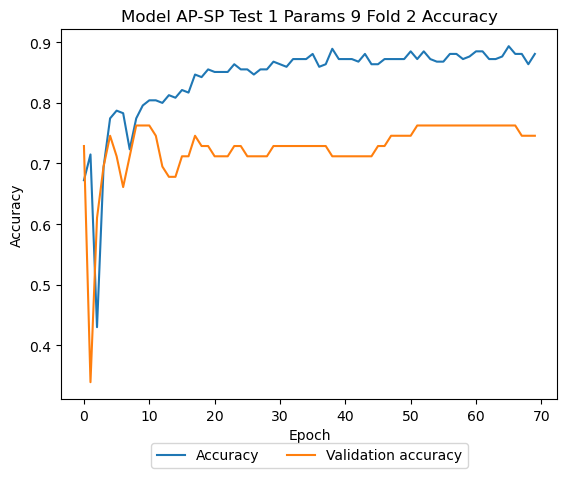 Model AP-SP Test 1 Params 9 Fold 2 Accuracy
Accuracy
0.9
0.8
0.7
0.6
0.5
0.4
0 10 20 30 40 50 60 70
Epoch
Accuracy Validation accuracy